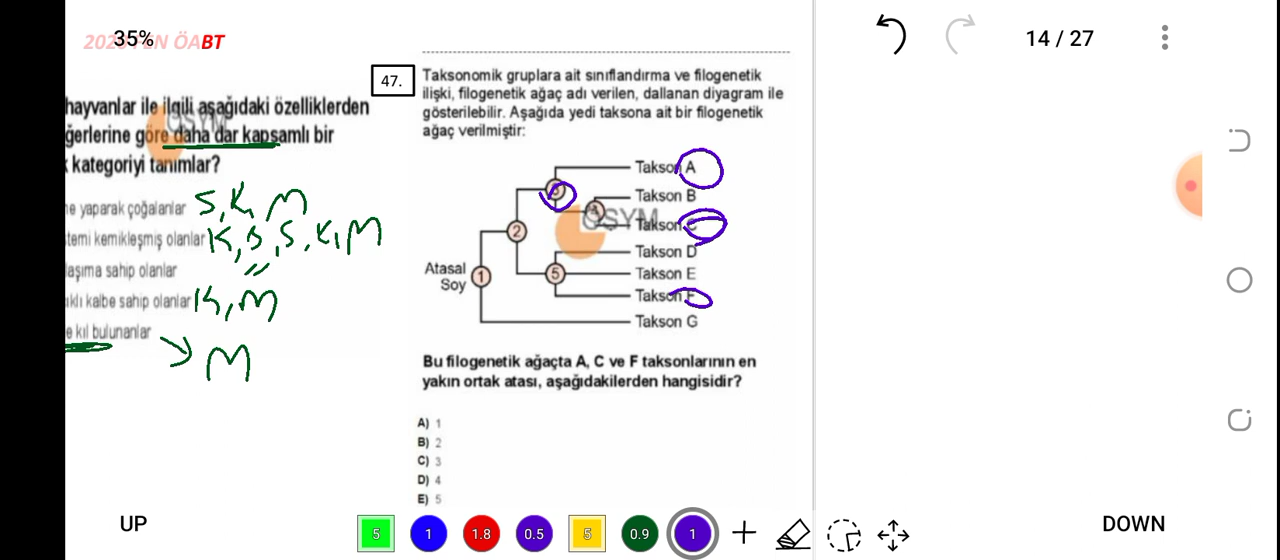 35%
2023 FEN ÖABT
14 / 27
hayvanlar ile ilgili aşağıdaki özelliklerden
ğerlerine göre daha dar kapsamlı bir
kategoriyi tanımlar?
e yaparak çoğalanlar S, K, M
temi kemikleşmiş olanlar K, B, S, K, M
laşıma sahip olanlar
ıklı kalbe sahip olanlar K, M
e kıl bulunanlar
M
47.
Taksonomik gruplara ait sınıflandırma ve filogenetik
ilişki, filogenetik ağaç adı verilen, dallanan diyagram ile
gösterilebilir. Aşağıda yedi taksona ait bir filogenetik
ağaç verilmiştir:
Takson A
3
Takson B
4
ÖSYM
Takson C
2
Takson D
Atasal
Soy
1
5
Takson E
Takson F
Takson G
Bu filogenetik ağaçta A, C ve F taksonlarının en
yakın ortak atası, aşağıdakilerden hangisidir?
A) 1
B) 2
C) 3
D) 4
E) 5
UP
5
1
1.8
0.5
5
0.9
1
DOWN